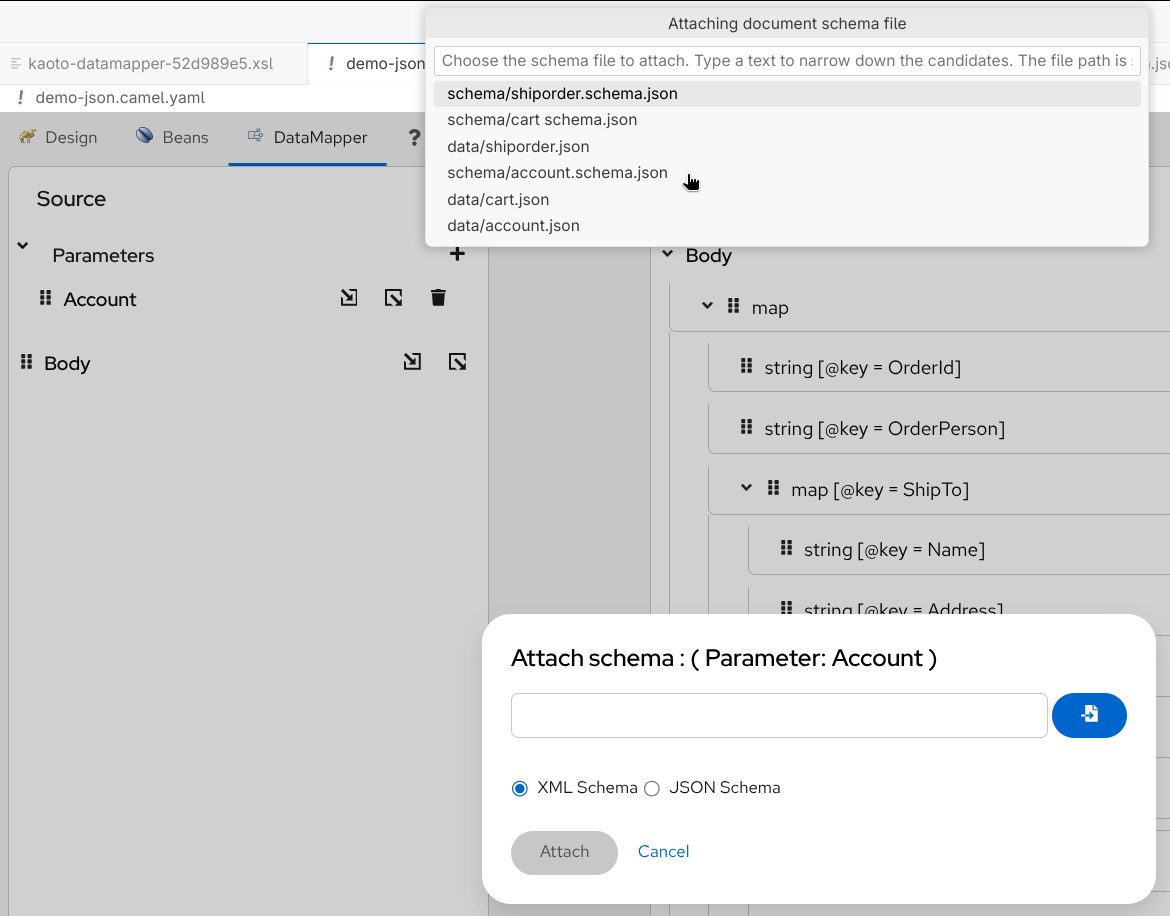 Attaching document schema file
Choose the schema file to attach. Type a text to narrow down the candidates. The file path is
schema/shiporder.schema.json
schema/cart schema.json
data/shiporder.json
schema/account.schema.json
data/cart.json
data/account.json
kaoto-datamapper-52d989e5.xsl
! demo-json
! demo-json.camel.yaml
Design Beans DataMapper ?
Source
Parameters +
Account
Body
Body
map
string [@key = OrderId]
string [@key = OrderPerson]
map [@key = ShipTo]
string [@key = Name]
string [@key = Address]
Attach schema : ( Parameter: Account )
XML Schema JSON Schema
Attach Cancel